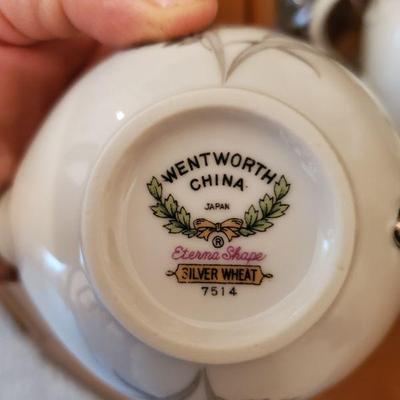 WENTWORTH
CHINA
JAPAN
®
Eterna Shape
SILVER WHEAT
7514